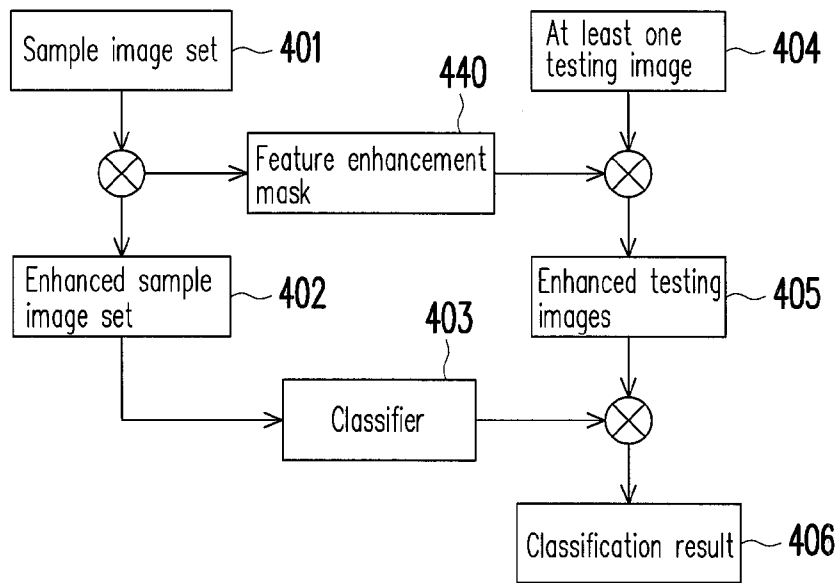 Sample image set
401
At least one
testing image
404
440
Feature enhancement
mask
Enhanced sample
image set
402
Enhanced testing
images
405
403
Classifier
Classification result
406